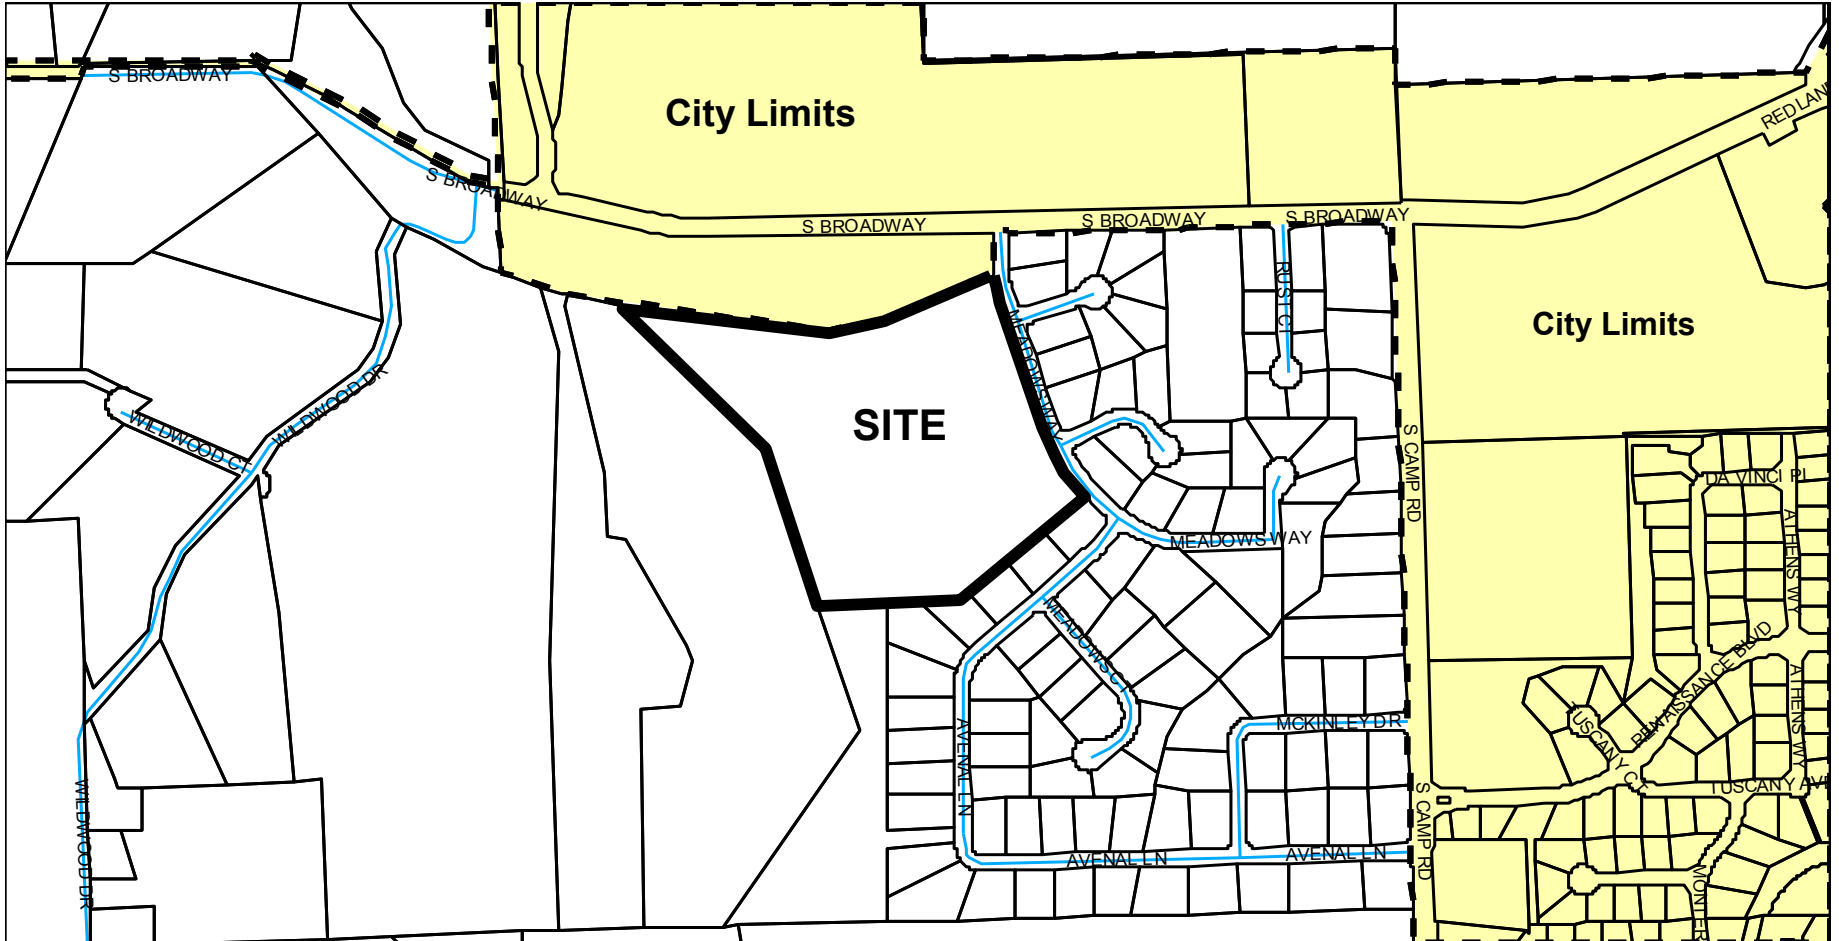 S BROADWAY
City Limits
REDLAN
S BROADWAY
S BROADWAY
S BROADWAY
S BROADWAY
RUST CT
City Limits
MEADOWS WAY
WILDWOOD DR
SITE
WILDWOOD CT
S CAMP RD
DA VINCI PL
ATHENS WY
MEADOWS WAY
MEADOWS CT
RENAISSANCE BLVD
ATHENS WY
TUSCANY CT
AVENAL LN
MCKINLEY DR
WILDWOOD DR
S CAMP RD
TUSCANY AVE
AVENAL LN
AVENAL LN
MONTER